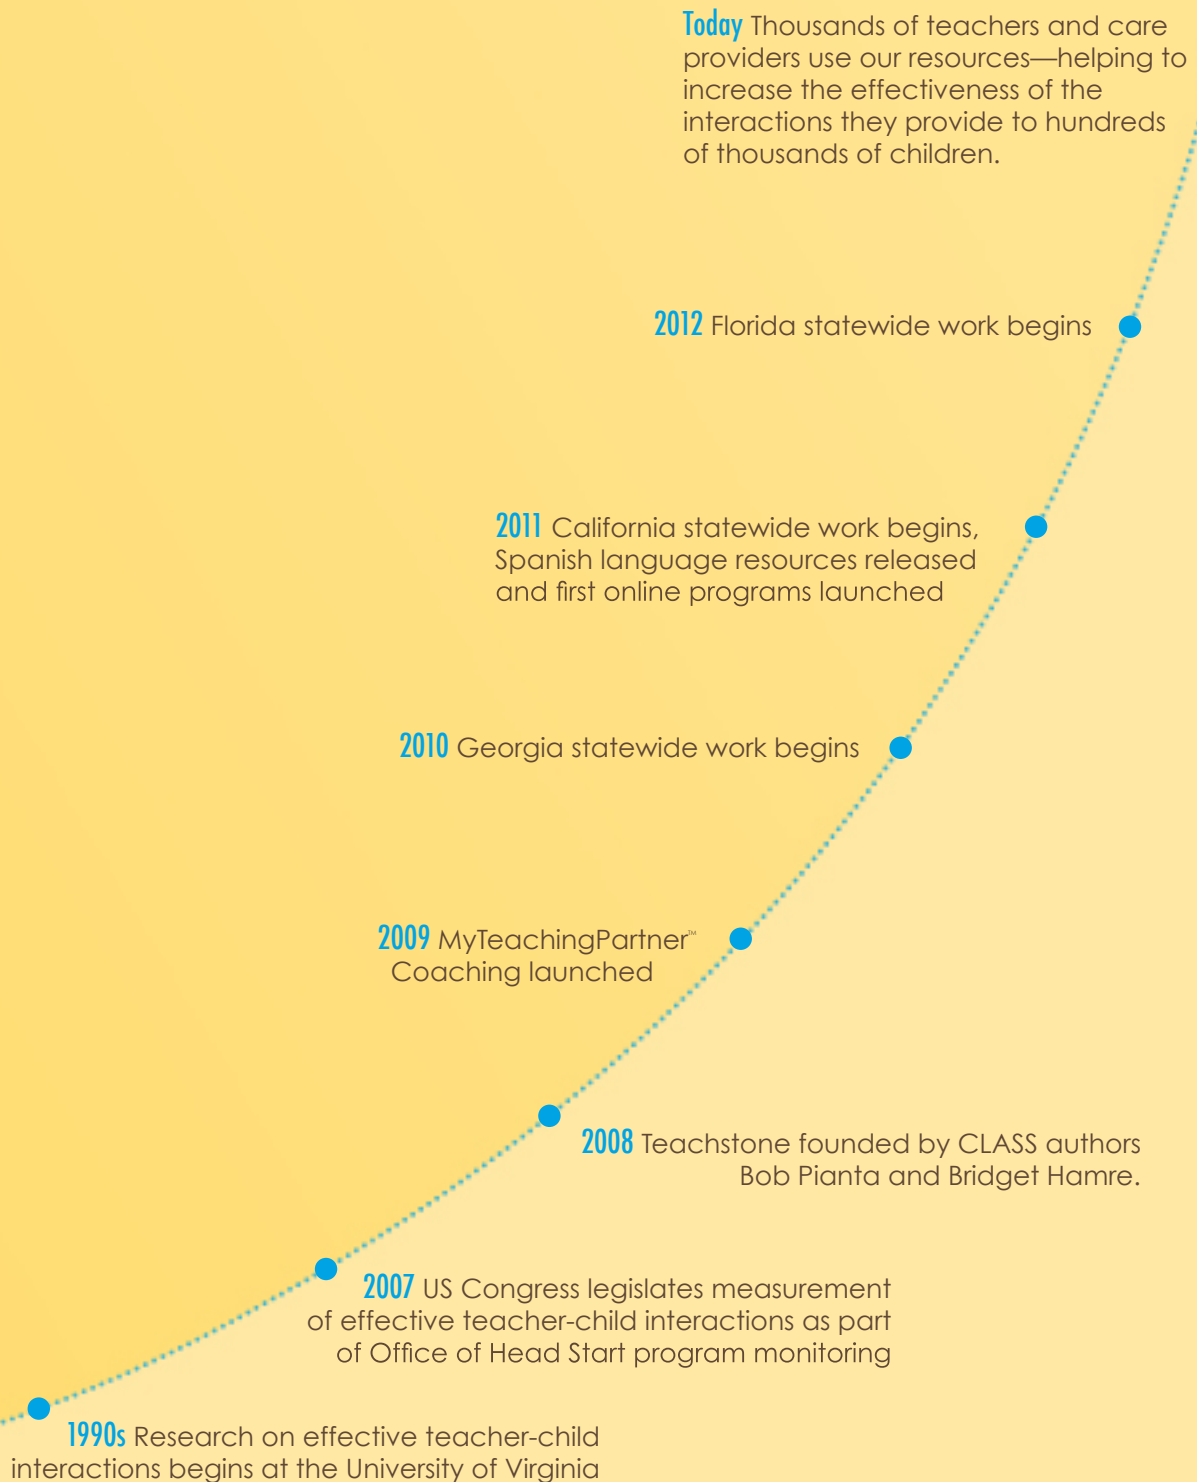 Today Thousands of teachers and care
providers use our resources—helping to
increase the effectiveness of the
interactions they provide to hundreds
of thousands of children.
2012 Florida statewide work begins
2011 California statewide work begins,
Spanish language resources released
and first online programs launched
2010 Georgia statewide work begins
2009 MyTeachingPartner™
Coaching launched
2008 Teachstone founded by CLASS authors
Bob Pianta and Bridget Hamre.
2007 US Congress legislates measurement
of effective teacher-child interactions as part
of Office of Head Start program monitoring
1990s Research on effective teacher-child
interactions begins at the University of Virginia